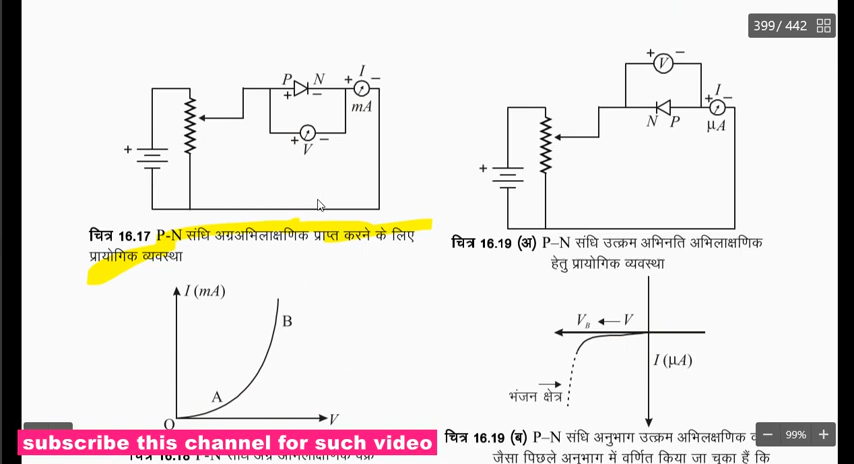 399 / 442
P N + I −
+ − mA
+ −
V
+
चित्र 16.17 P-N संधि अग्रअभिलाक्षणिक प्राप्त करने के लिए
प्रायोगिक व्यवस्था
I (mA)
B
A
O V
+ −
V
I
+ −
N P μA
+
चित्र 16.19 (अ) P–N संधि उत्क्रम अभिनति अभिलाक्षणिक
हेतु प्रायोगिक व्यवस्था
V_B ← V
I (μA)
भंजन क्षेत्र
subscribe this channel for such video
चित्र 16.19 (ब) P–N संधि अनुभाग उत्क्रम अभिलक्षणिक
− 99% +
जैसा पिछले अनुभाग में वर्णित किया जा चुका हैं कि